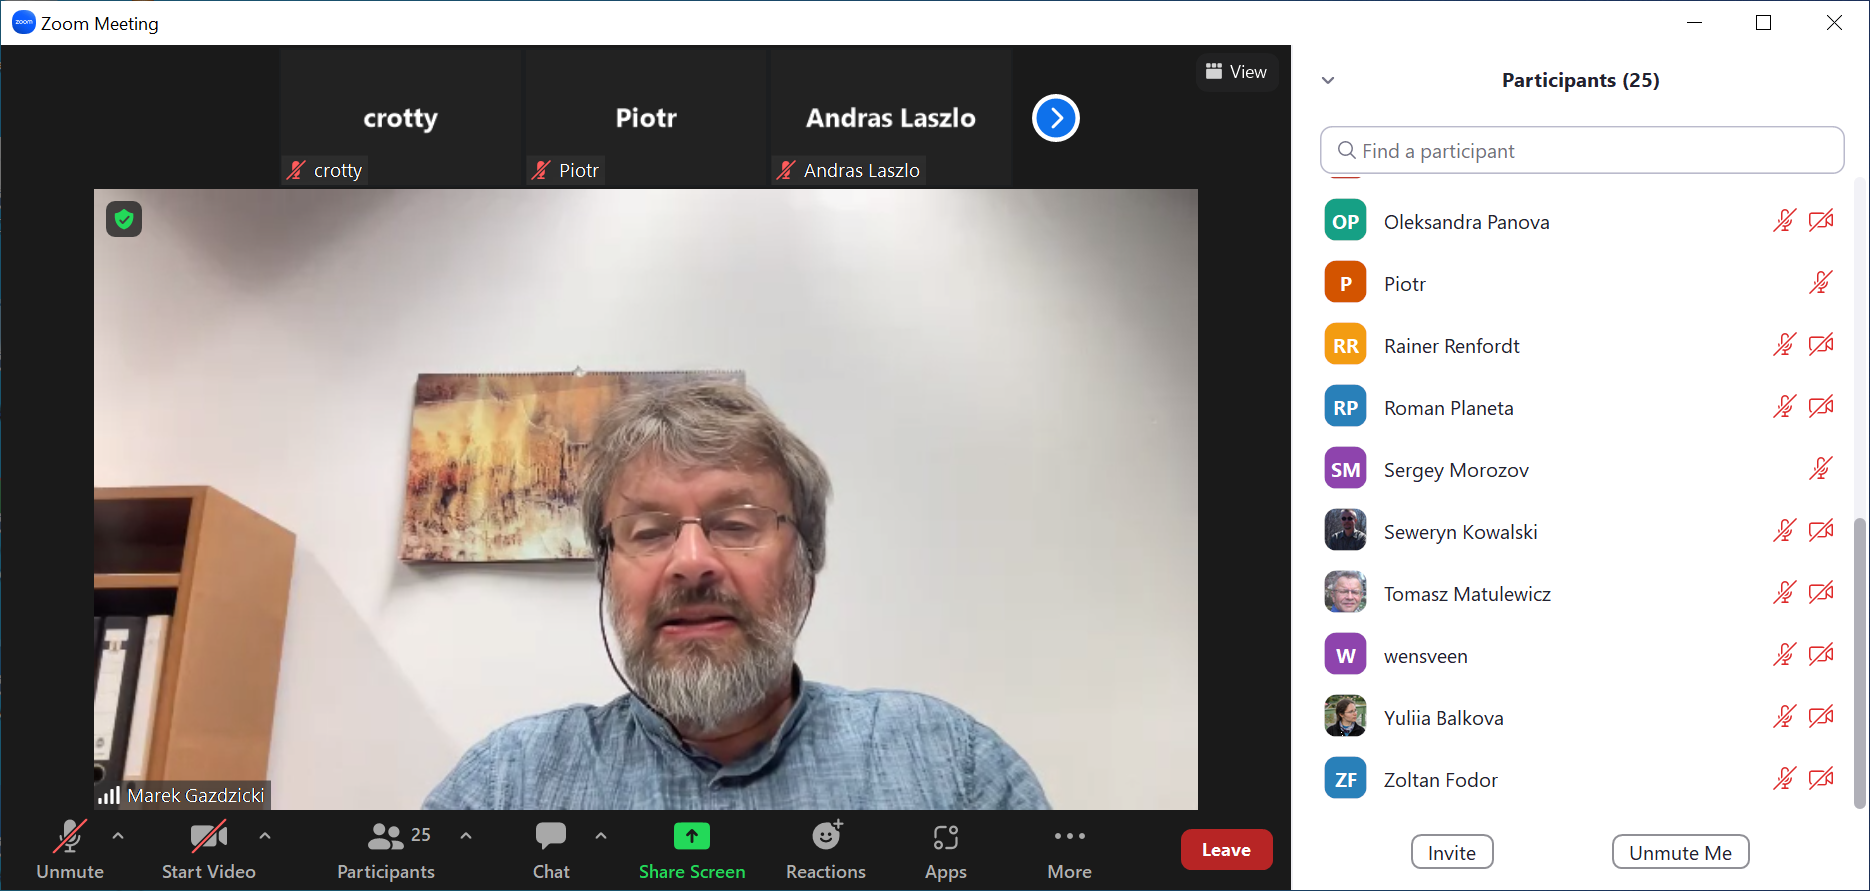 zoom Zoom Meeting
crotty
Piotr
Andras Laszlo
View
crotty
Piotr
Andras Laszlo
Marek Gazdzicki
25
Unmute
Start Video
Participants
Chat
Share Screen
Reactions
Apps
More
Leave
Participants (25)
Find a participant
OP Oleksandra Panova
P Piotr
RR Rainer Renfordt
RP Roman Planeta
SM Sergey Morozov
Seweryn Kowalski
Tomasz Matulewicz
W wensveen
Yuliia Balkova
ZF Zoltan Fodor
Invite
Unmute Me